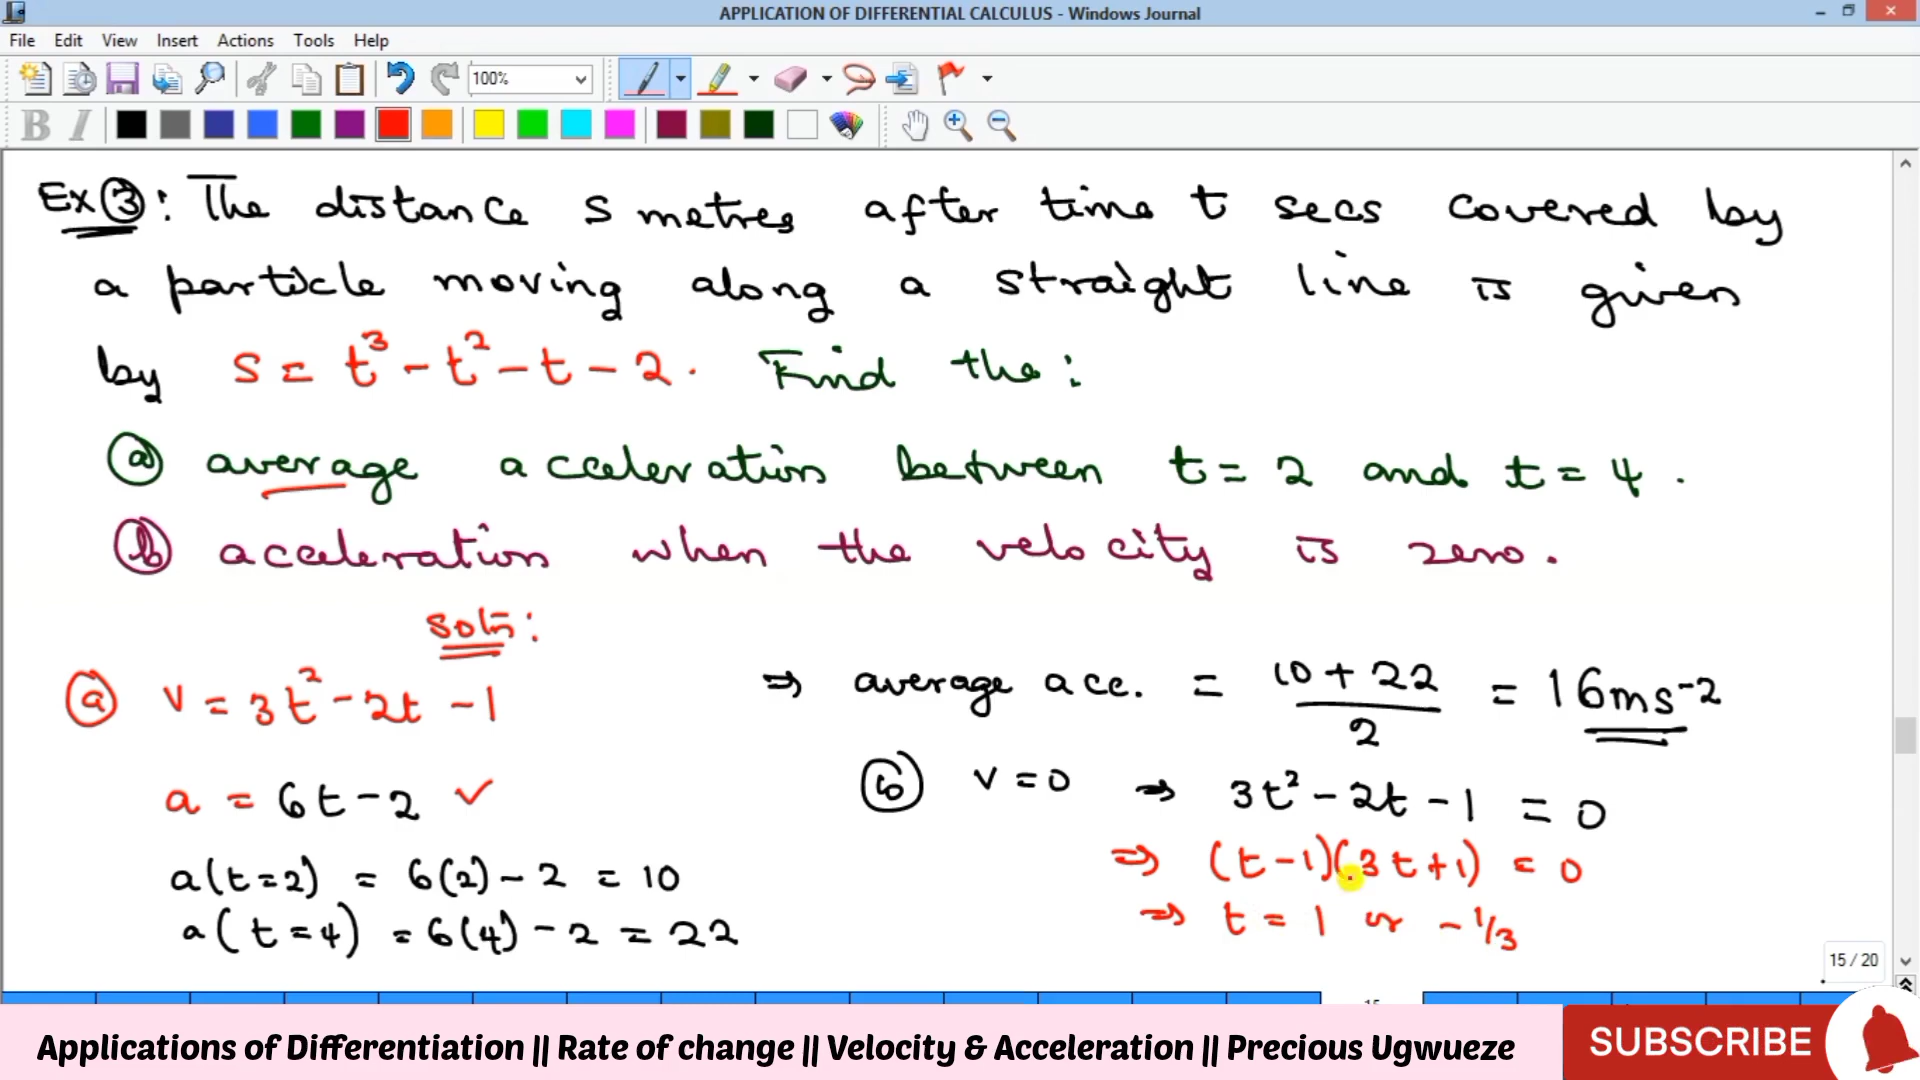 APPLICATION OF DIFFERENTIAL CALCULUS - Windows Journal
File Edit View Insert Actions Tools Help
100%
B I
Ex③: The distance s metres after time t secs covered by
a particle moving along a straight line is given
by s = t³ - t² - t - 2. Find the:
ⓐ average acceleration between t = 2 and t = 4.
ⓑ acceleration when the velocity is zero.
Soln:
ⓐ v = 3t² - 2t - 1
a = 6t - 2 ✓
a(t=2) = 6(2) - 2 = 10
a(t=4) = 6(4) - 2 = 22
⇒ average acc. = (10 + 22)/2 = 16ms⁻²
ⓑ v = 0 ⇒ 3t² - 2t - 1 = 0
⇒ (t-1)(3t+1) = 0
⇒ t = 1 or -1/3
15 / 20
Applications of Differentiation || Rate of change || Velocity & Acceleration || Precious Ugwueze
SUBSCRIBE